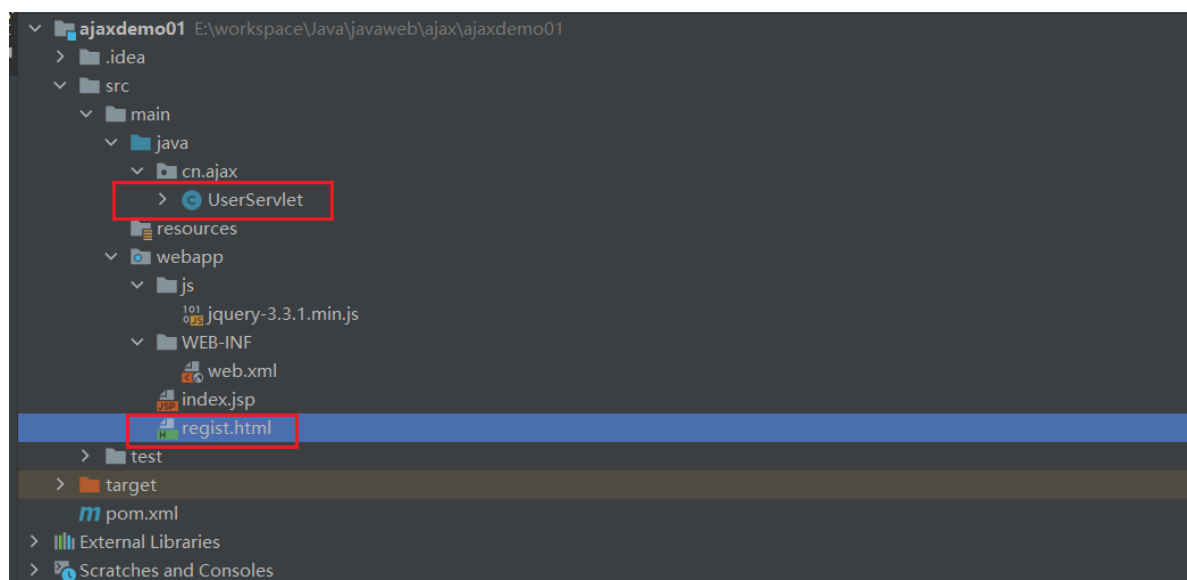 ajaxdemo01 E:\workspace\Java\javaweb\ajax\ajaxdemo01
.idea
src
main
java
cn.ajax
UserServlet
resources
webapp
js
jquery-3.3.1.min.js
WEB-INF
web.xml
index.jsp
regist.html
test
target
pom.xml
External Libraries
Scratches and Consoles